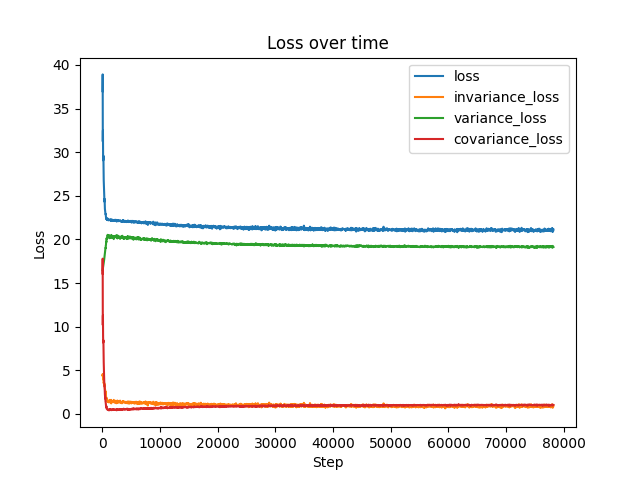 Loss over time
loss
invariance_loss
variance_loss
covariance_loss
Loss
40
35
30
25
20
15
10
5
0
0 10000 20000 30000 40000 50000 60000 70000 80000
Step